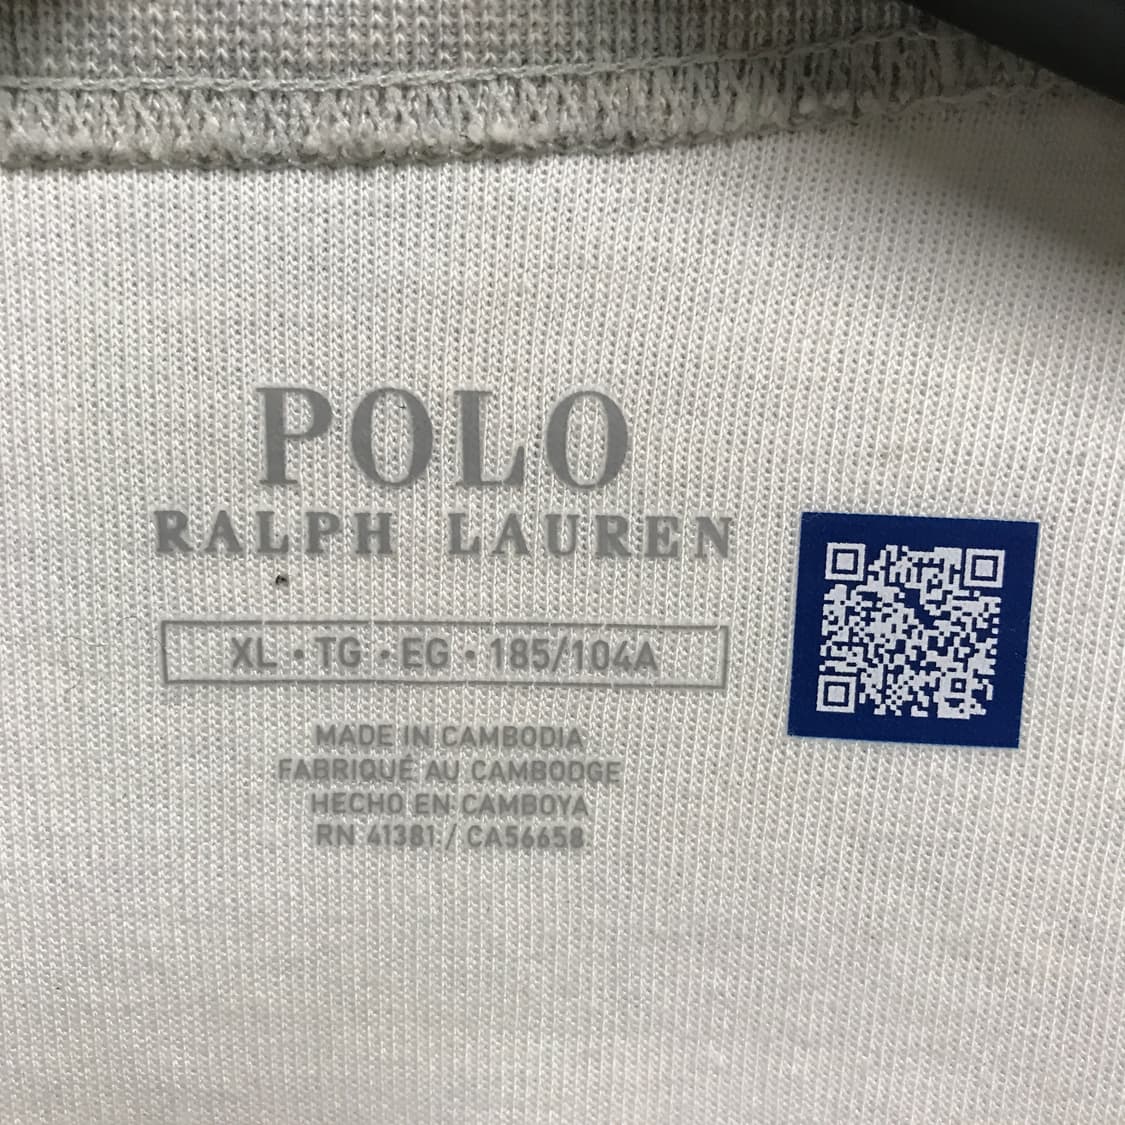 POLO
RALPH LAUREN
XL • TG • EG • 185/104A
MADE IN CAMBODIA
FABRIQUÉ AU CAMBODGE
HECHO EN CAMBOYA
RN 41381 / CA56658